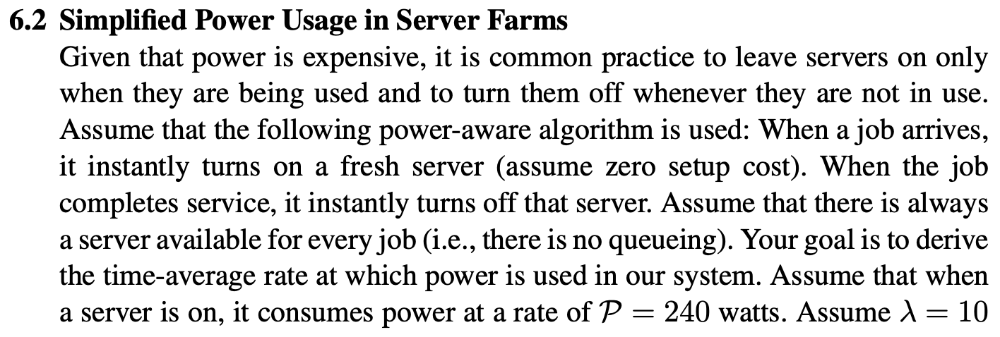 6.2 Simplified Power Usage in Server Farms
Given that power is expensive, it is common practice to leave servers on only
when they are being used and to turn them off whenever they are not in use.
Assume that the following power-aware algorithm is used: When a job arrives,
it instantly turns on a fresh server (assume zero setup cost). When the job
completes service, it instantly turns off that server. Assume that there is always
a server available for every job (i.e., there is no queueing). Your goal is to derive
the time-average rate at which power is used in our system. Assume that when
a server is on, it consumes power at a rate of 𝒫 = 240 watts. Assume λ = 10